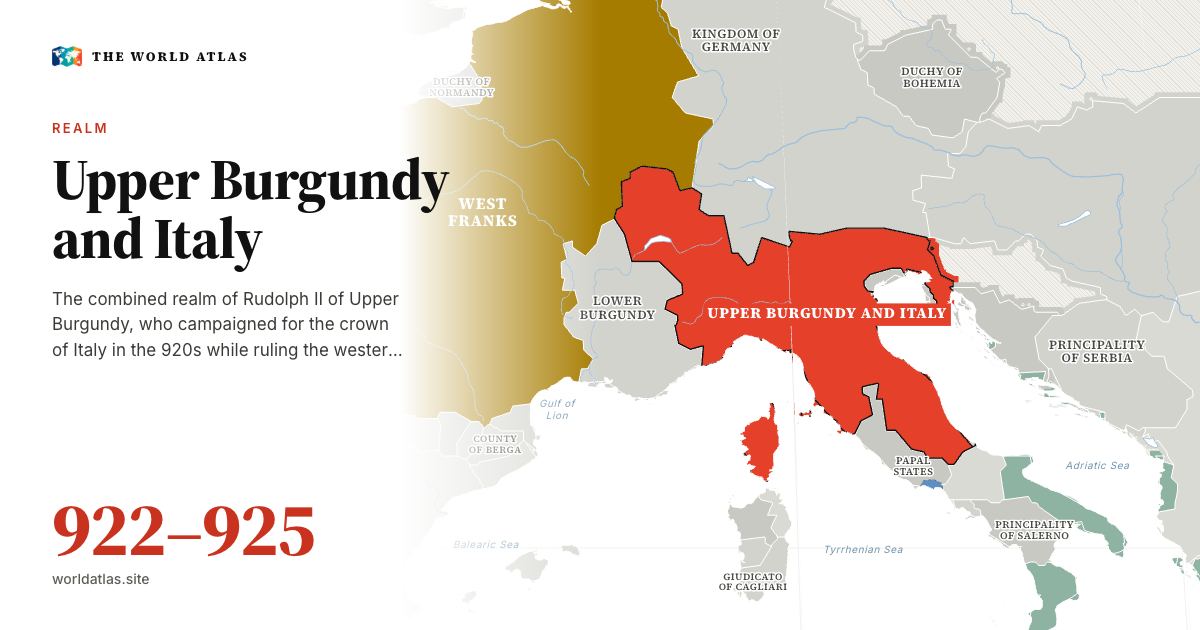 THE WORLD ATLAS
REALM
Upper Burgundy
and Italy
The combined realm of Rudolph II of Upper
Burgundy, who campaigned for the crown
of Italy in the 920s while ruling the wester...
922–925
worldatlas.site
KINGDOM OF
GERMANY
DUCHY OF
BOHEMIA
DUCHY OF
NORMANDY
WEST
FRANKS
LOWER
BURGUNDY
UPPER BURGUNDY AND ITALY
PRINCIPALITY
OF SERBIA
Gulf of
Lion
COUNTY
OF BERGA
PAPAL
STATES
Adriatic Sea
PRINCIPALITY
OF SALERNO
Balearic Sea
Tyrrhenian Sea
GIUDICATO
OF CAGLIARI